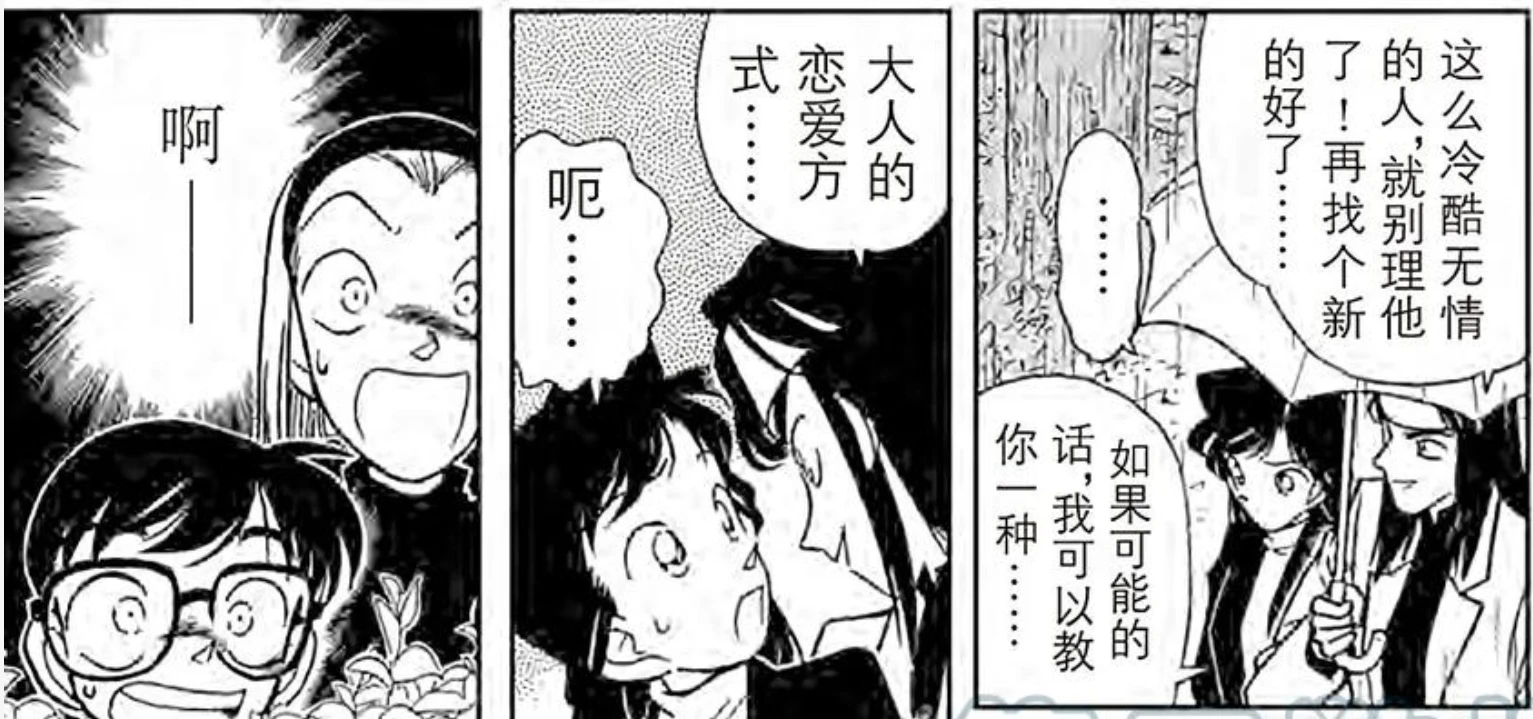 这么冷酷无情
的人，就别理他
了！再找个新
的好了……
……
如果可能的
话，我可以教
你一种……
大人的
恋爱方
式……
呃……
啊——